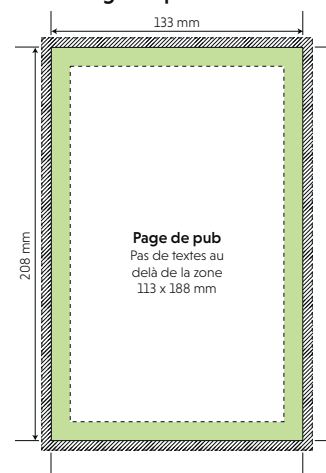 133 mm
208 mm
Page de pub
Pas de textes au
delà de la zone
113 x 188 mm